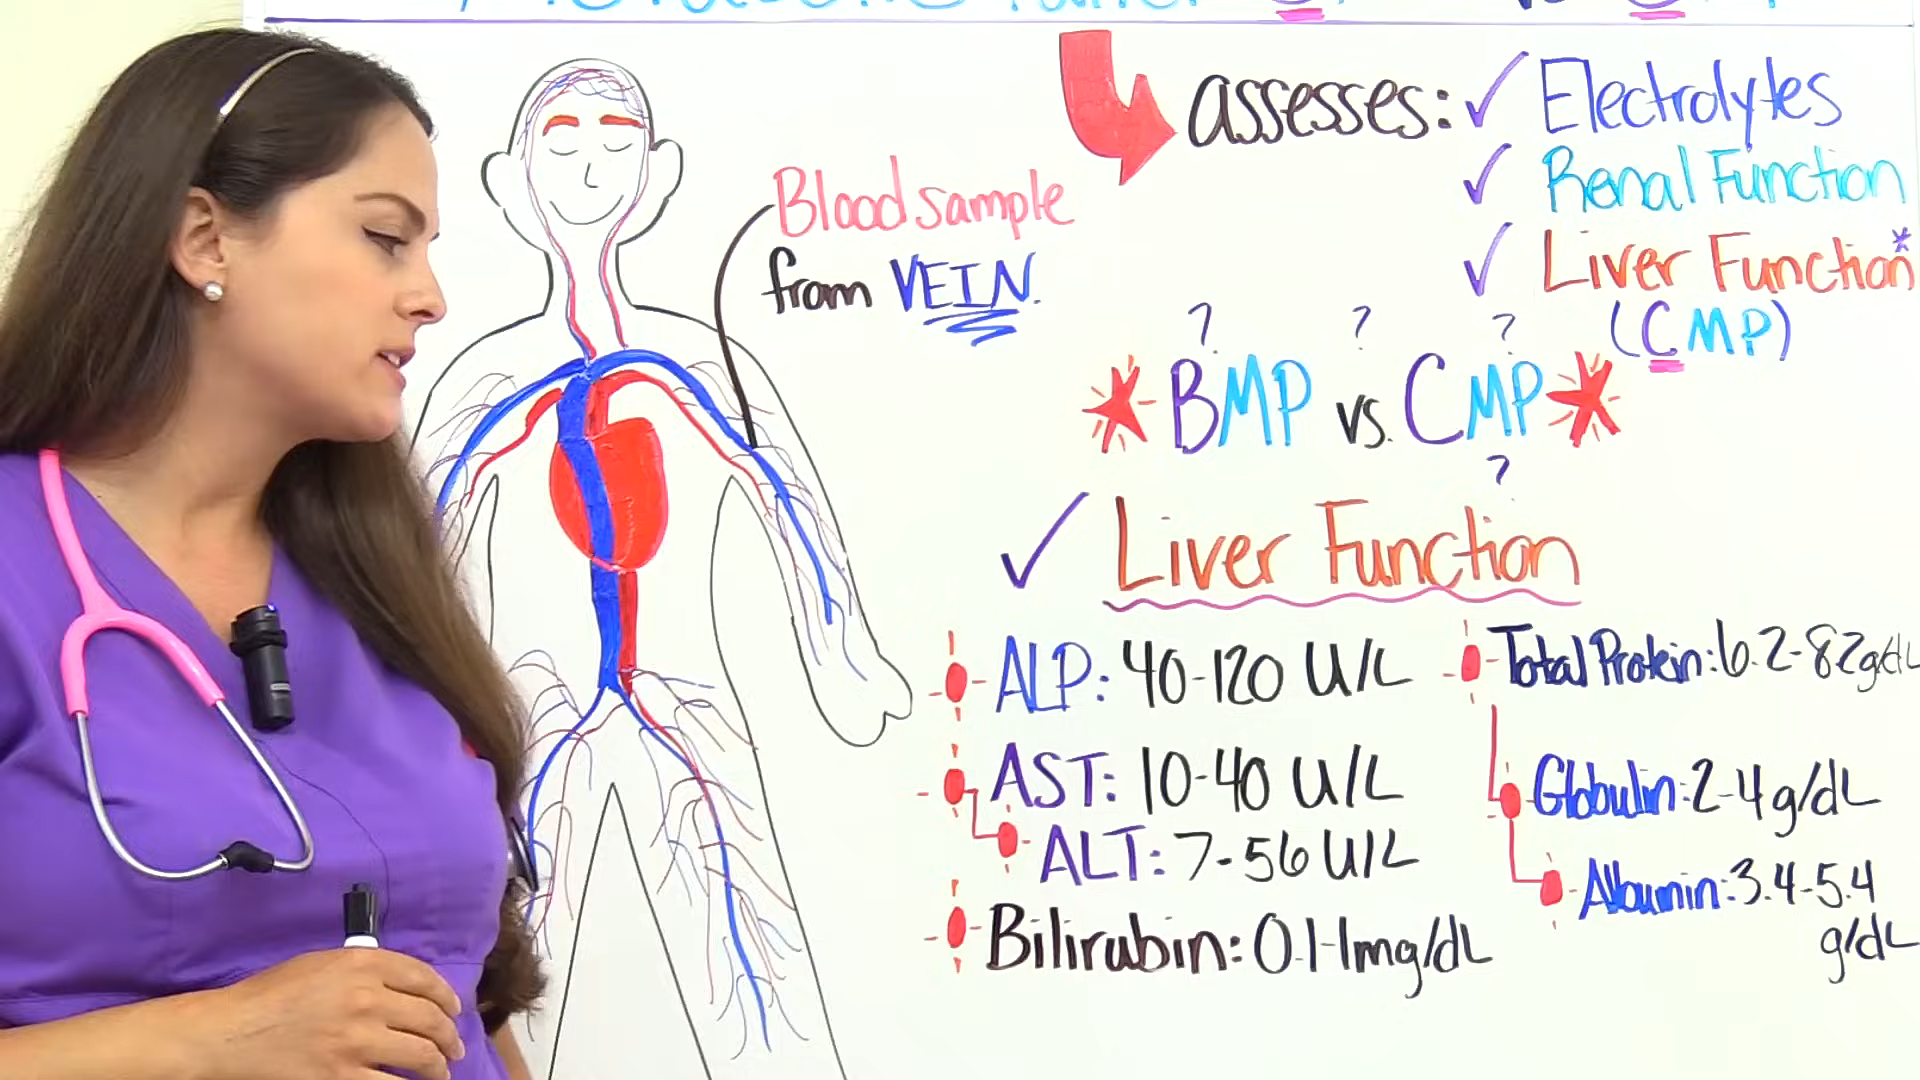 assesses: ✓ Electrolytes
✓ Renal Function
✓ Liver Function*
(CMP)
Blood sample
from VEIN.
? ? ?
* BMP vs. CMP *
?
✓ Liver Function
ALP: 40-120 U/L
AST: 10-40 U/L
ALT: 7-56 U/L
Bilirubin: 0.1-1mg/dL
Total Protein: 6.2-8.2g/dL
Globulin: 2-4 g/dL
Albumin: 3.4-5.4
g/dL